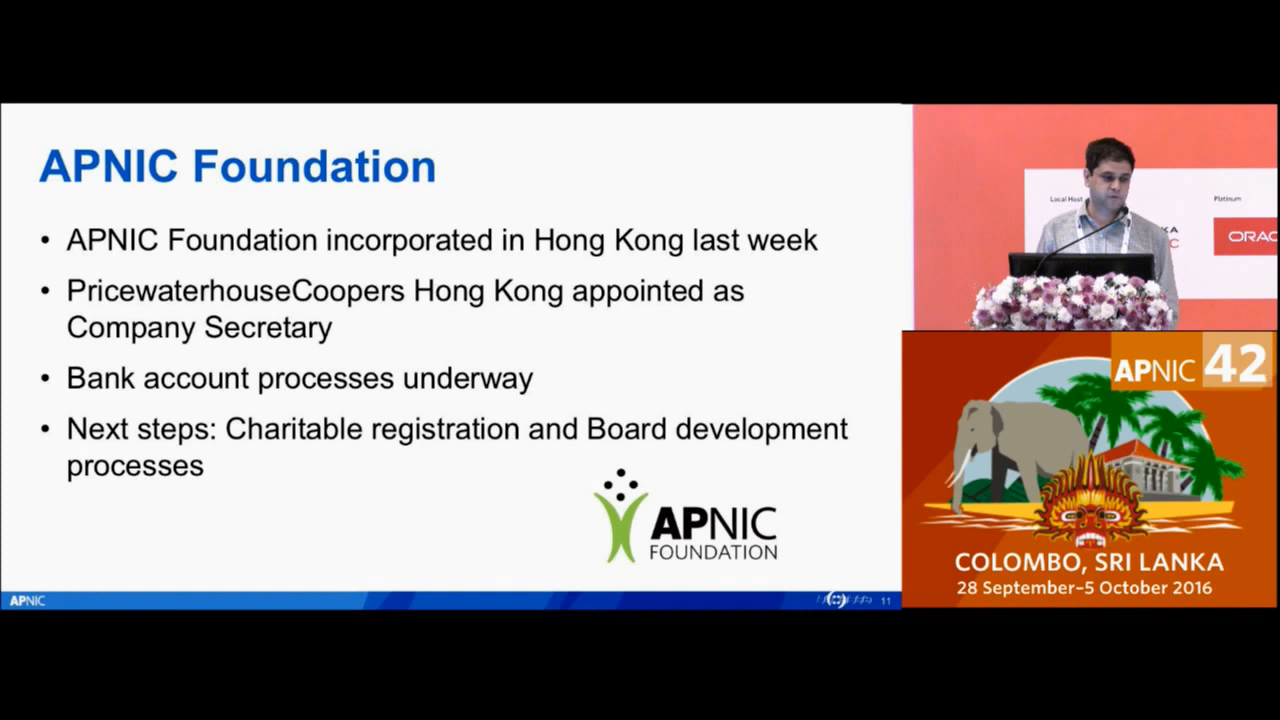 APNIC Foundation
• APNIC Foundation incorporated in Hong Kong last week
• PricewaterhouseCoopers Hong Kong appointed as
Company Secretary
• Bank account processes underway
• Next steps: Charitable registration and Board development
processes
APNIC
FOUNDATION
APNIC
11
Local Host
Platinum
ORAC
APNIC 42
COLOMBO, SRI LANKA
28 September–5 October 2016